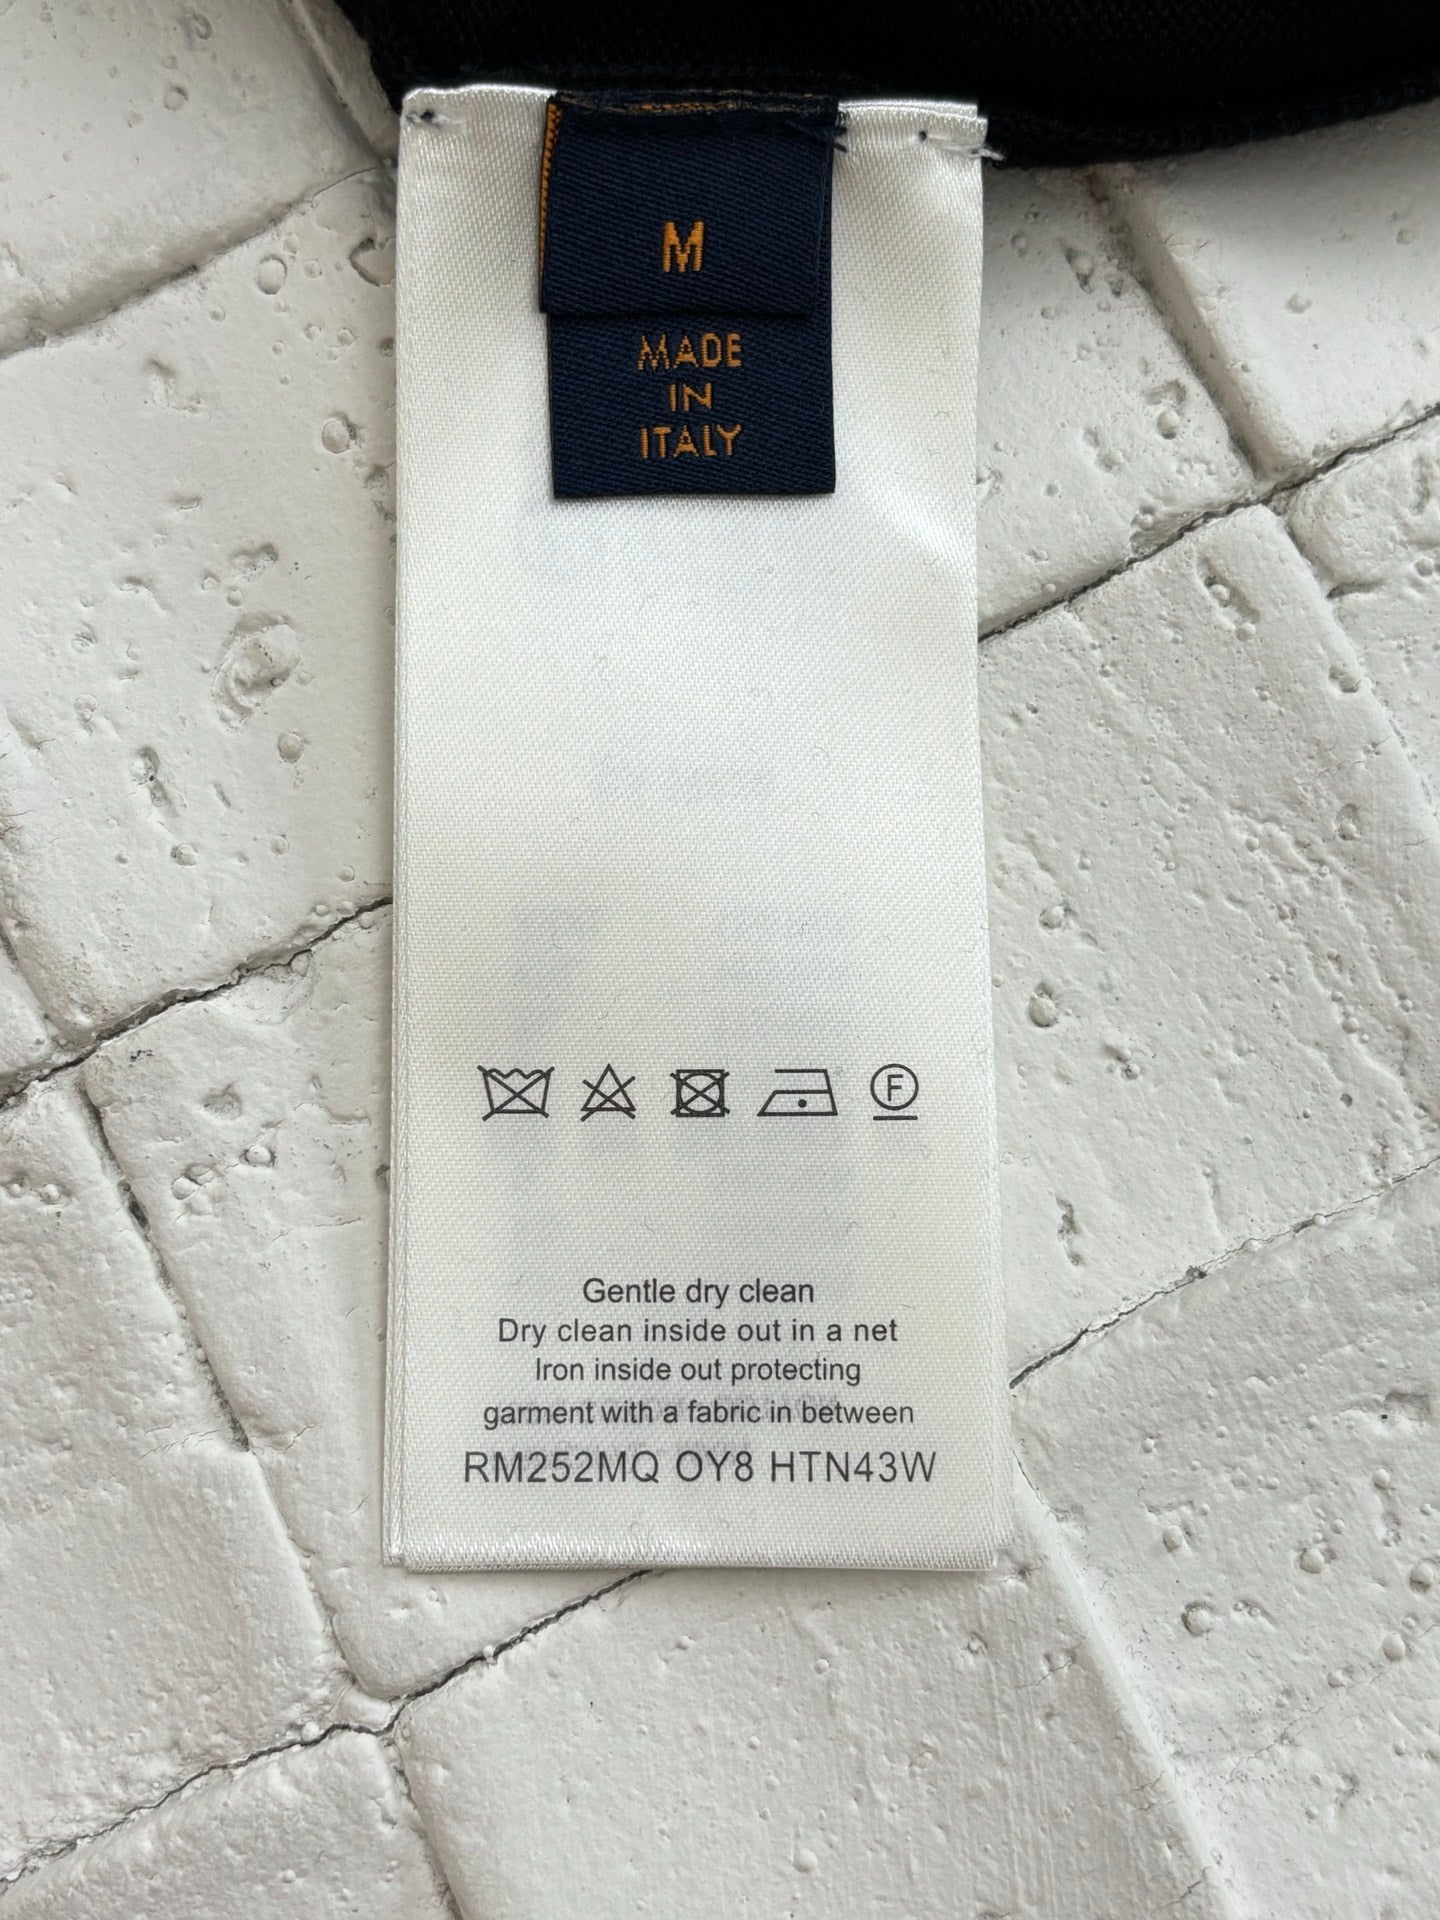 M
MADE
IN
ITALY
F
Gentle dry clean
Dry clean inside out in a net
Iron inside out protecting
garment with a fabric in between
RM252MQ OY8 HTN43W